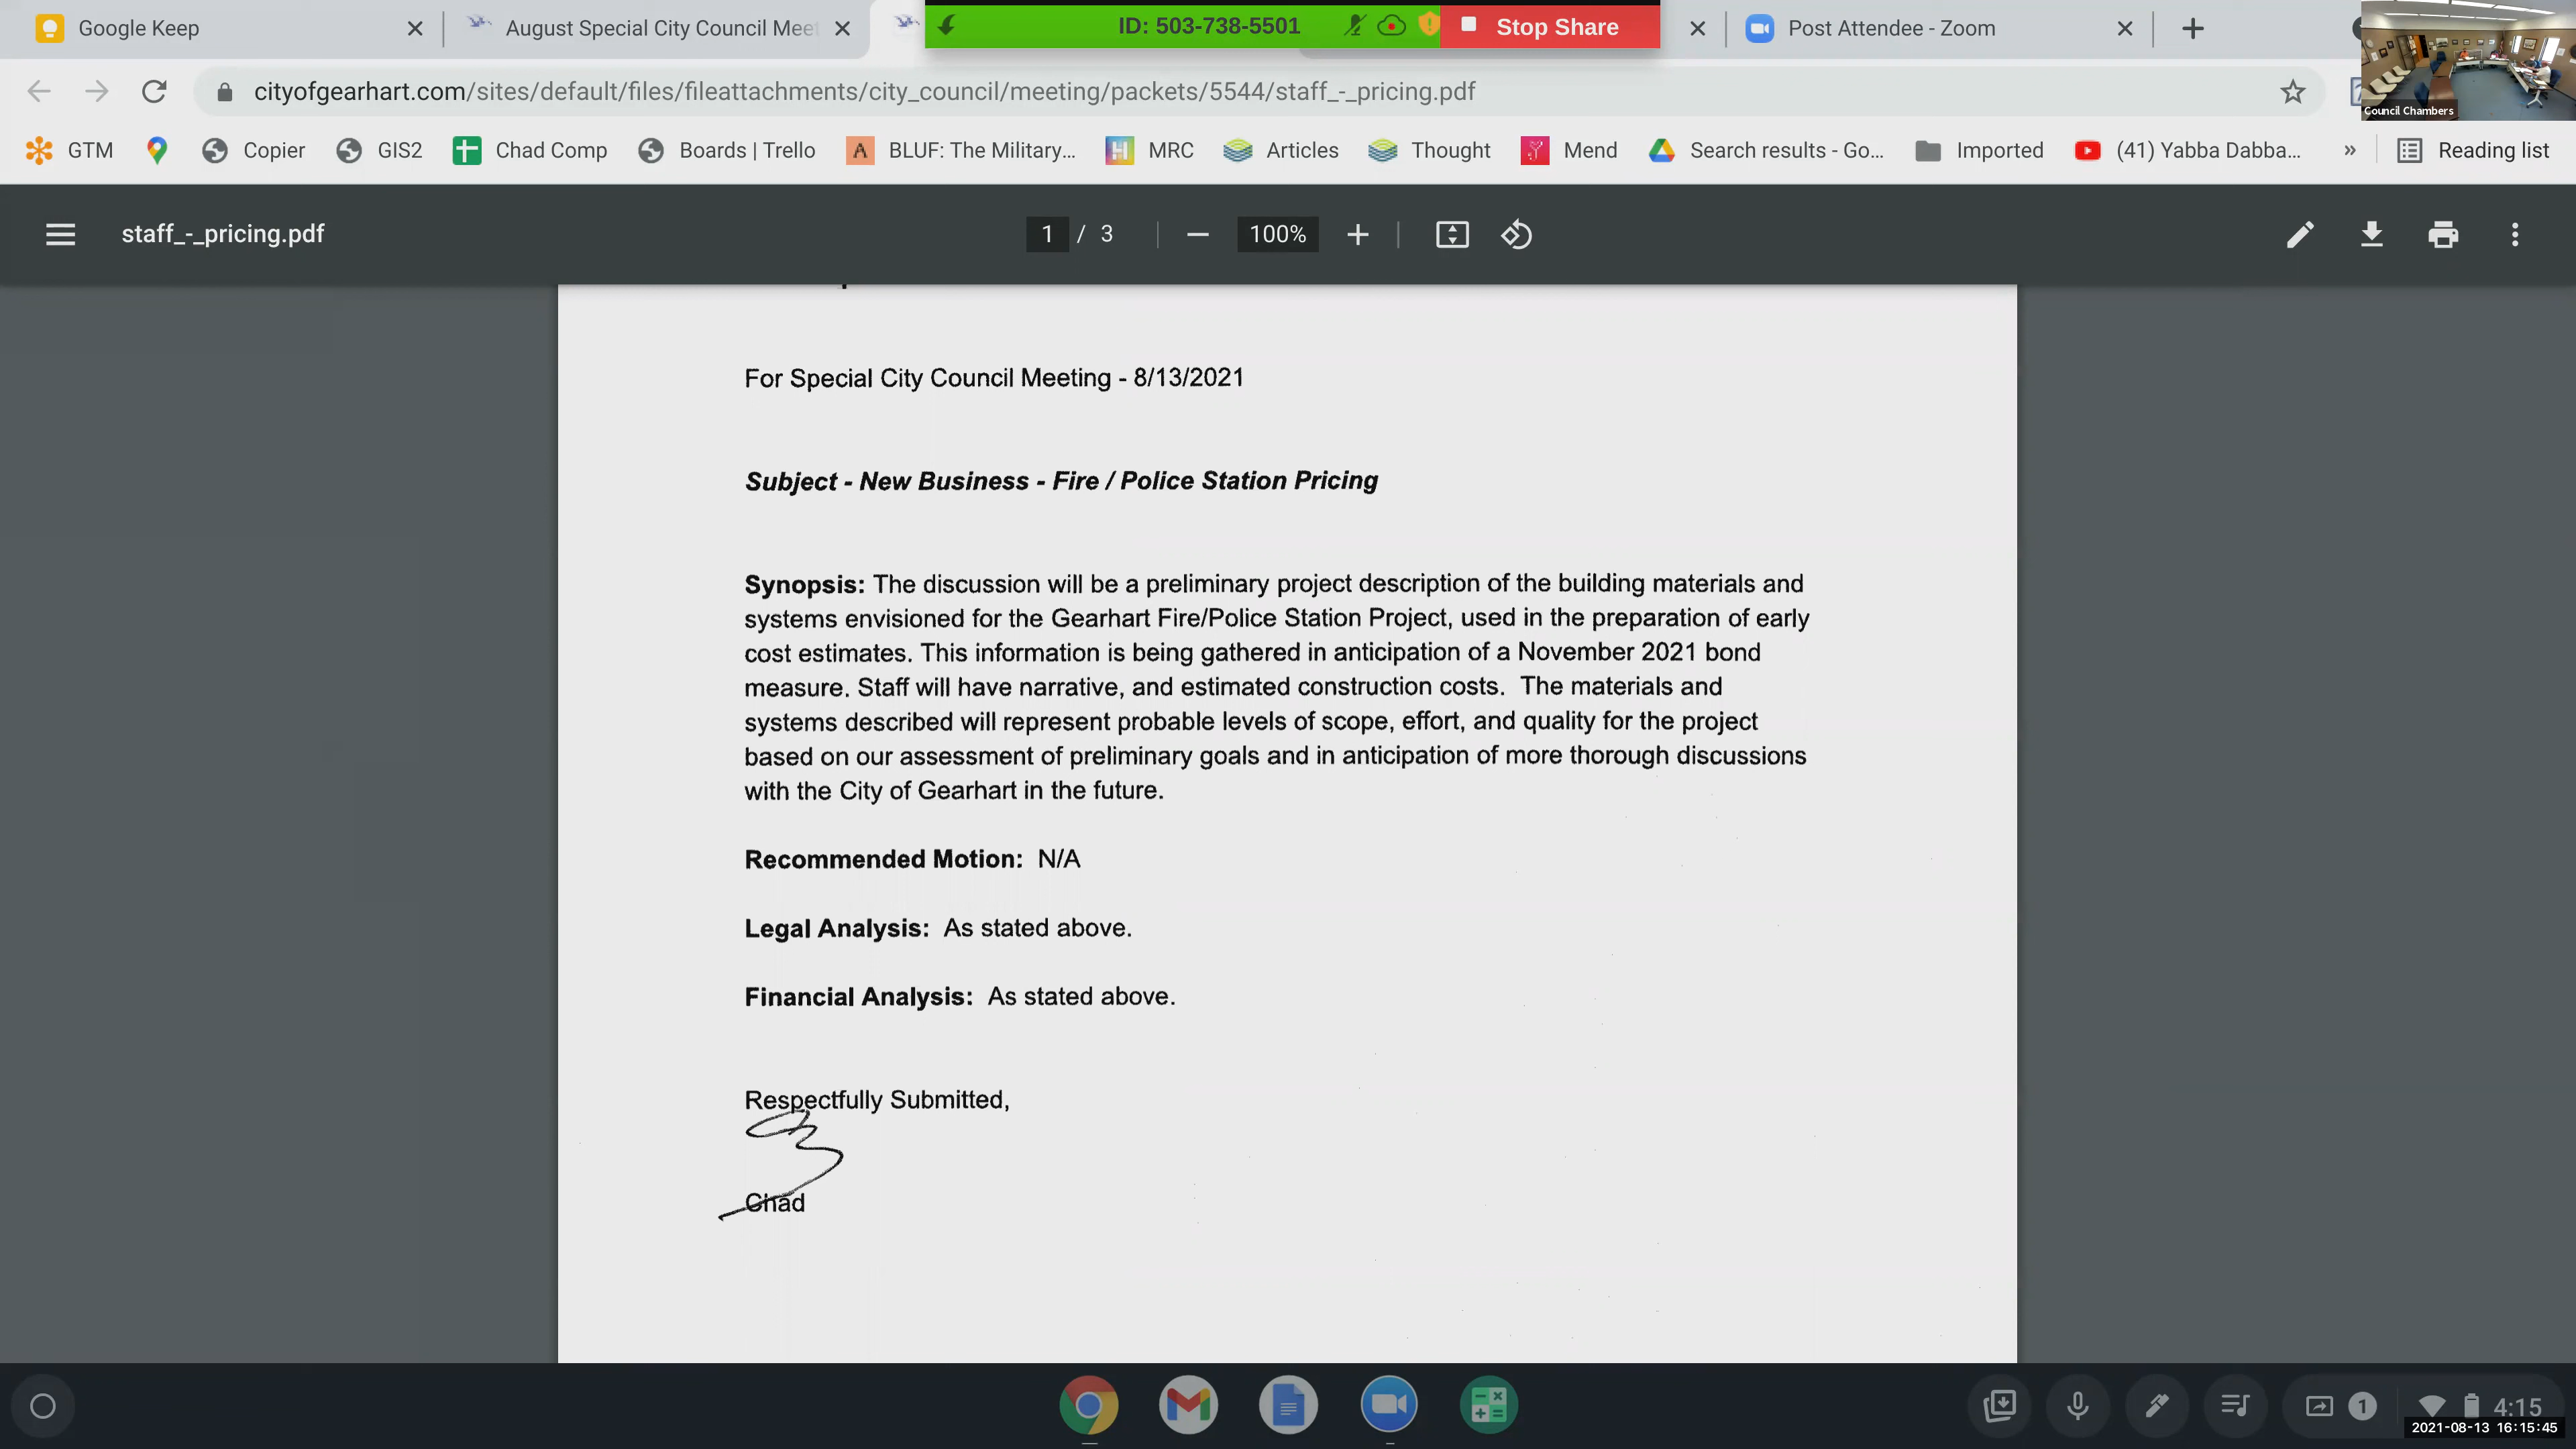 Google Keep
August Special City Council Mee
ID: 503-738-5501
Stop Share
Post Attendee - Zoom
cityofgearhart.com/sites/default/files/fileattachments/city_council/meeting/packets/5544/staff_-_pricing.pdf
Council Chambers
GTM
Copier
GIS2
Chad Comp
Boards | Trello
BLUF: The Military...
MRC
Articles
Thought
Mend
Search results - Go...
Imported
(41) Yabba Dabba...
»
Reading list
staff_-_pricing.pdf
1 / 3
100%
For Special City Council Meeting - 8/13/2021
Subject - New Business - Fire / Police Station Pricing
Synopsis: The discussion will be a preliminary project description of the building materials and
systems envisioned for the Gearhart Fire/Police Station Project, used in the preparation of early
cost estimates. This information is being gathered in anticipation of a November 2021 bond
measure. Staff will have narrative, and estimated construction costs. The materials and
systems described will represent probable levels of scope, effort, and quality for the project
based on our assessment of preliminary goals and in anticipation of more thorough discussions
with the City of Gearhart in the future.
Recommended Motion: N/A
Legal Analysis: As stated above.
Financial Analysis: As stated above.
Respectfully Submitted,
Chad
1
4:15
2021-08-13 16:15:45